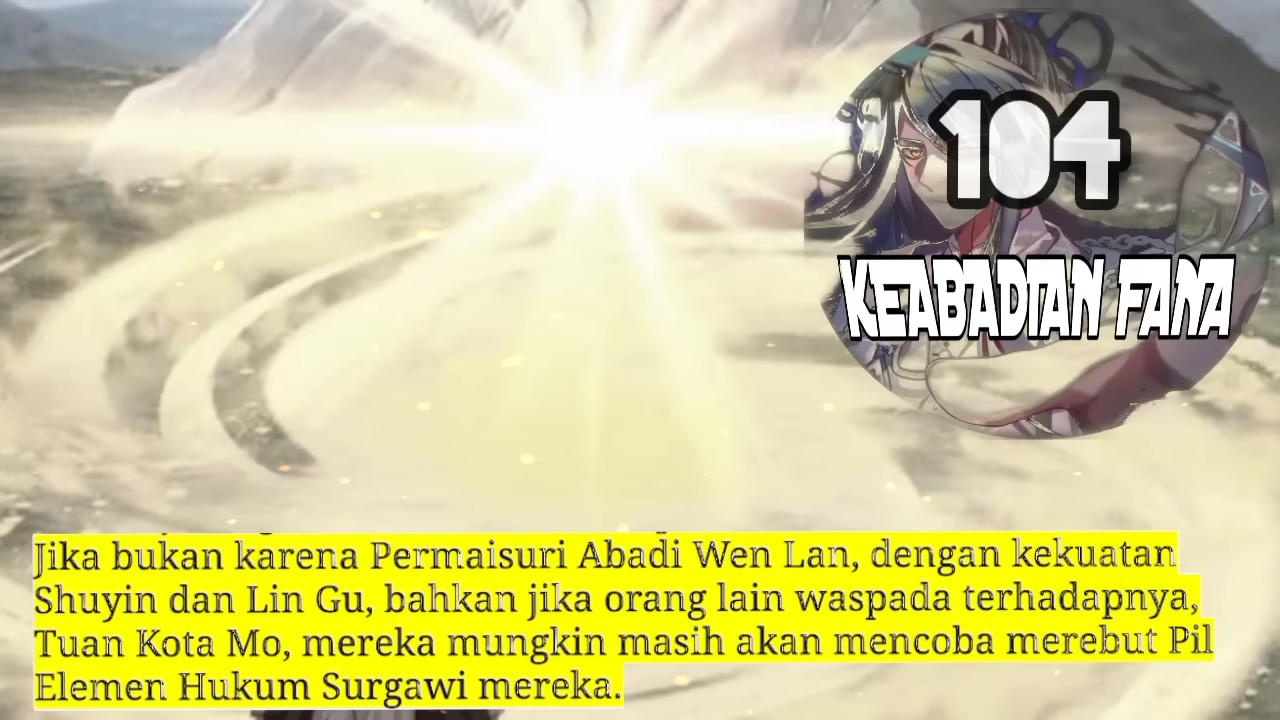 104
KEABADIAN FANA
Jika bukan karena Permaisuri Abadi Wen Lan, dengan kekuatan
Shuyin dan Lin Gu, bahkan jika orang lain waspada terhadapnya,
Tuan Kota Mo, mereka mungkin masih akan mencoba merebut Pil
Elemen Hukum Surgawi mereka.